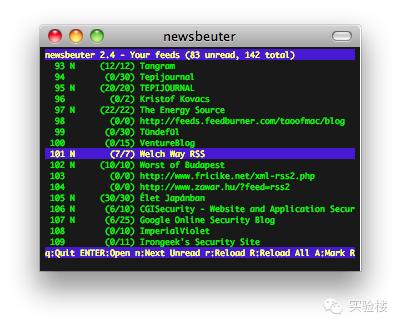 newsbeuter
newsbeuter 2.4 - Your feeds (83 unread, 142 total)
93 N (12/12) Tangram
94 (0/30) Tepijournal
95 N (20/20) TEPIJOURNAL
96 (0/2) Kristof Kovacs
97 N (22/22) The Energy Source
98 (0/0) http://feeds.feedburner.com/taoofmac/blog
99 (0/30) Tündefül
100 (0/15) VentureBlog
101 N (7/7) Welch Way RSS
102 N (10/10) Worst of Budapest
103 (0/0) http://www.fricike.net/xml-rss2.php
104 (0/0) http://www.zawar.hu/?feed=rss2
105 N (30/30) Élet Japánban
106 N (6/10) CGISecurity - Website and Application Secur
107 N (6/25) Google Online Security Blog
108 (0/10) ImperialViolet
109 (0/11) Irongeek's Security Site
q:Quit ENTER:Open n:Next Unread r:Reload R:Reload All A:Mark R
实验楼